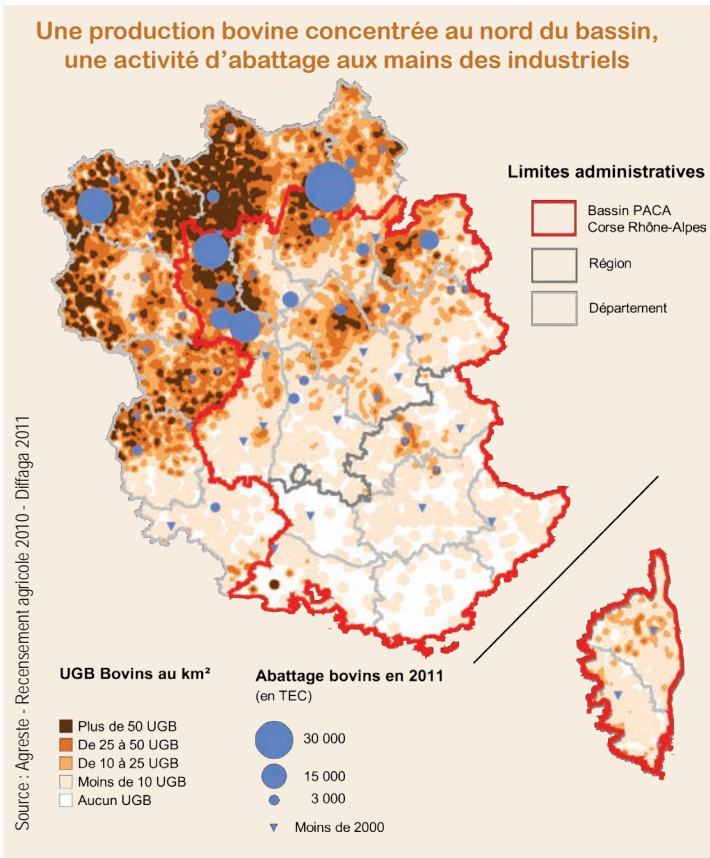 Une production bovine concentrée au nord du bassin,
une activité d'abattage aux mains des industriels
Limites administratives
Bassin PACA
Corse Rhône-Alpes
Région
Département
Source : Agreste - Recensement agricole 2010 - Diffaga 2011
UGB Bovins au km²
Plus de 50 UGB
De 25 à 50 UGB
De 10 à 25 UGB
Moins de 10 UGB
Aucun UGB
Abattage bovins en 2011
(en TEC)
30 000
15 000
3 000
Moins de 2000